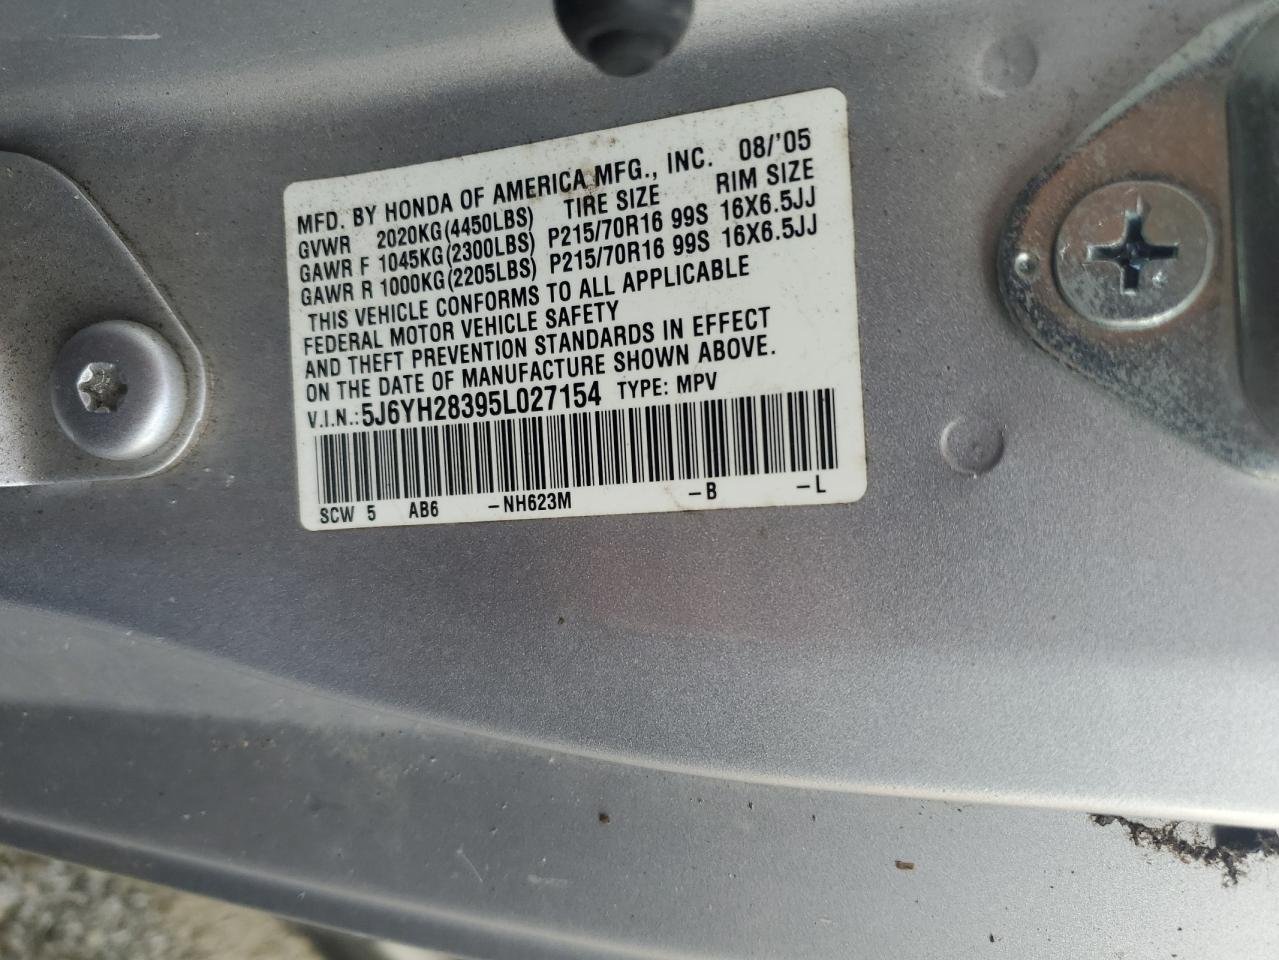 MFD. BY HONDA OF AMERICA MFG., INC. 08/'05
GVWR 2020KG(4450LBS) TIRE SIZE RIM SIZE
GAWR F 1045KG(2300LBS) P215/70R16 99S 16X6.5JJ
GAWR R 1000KG(2205LBS) P215/70R16 99S 16X6.5JJ
THIS VEHICLE CONFORMS TO ALL APPLICABLE
FEDERAL MOTOR VEHICLE SAFETY
AND THEFT PREVENTION STANDARDS IN EFFECT
ON THE DATE OF MANUFACTURE SHOWN ABOVE.
V.I.N.: 5J6YH28395L027154 TYPE: MPV
SCW 5 AB6 -NH623M -B -L